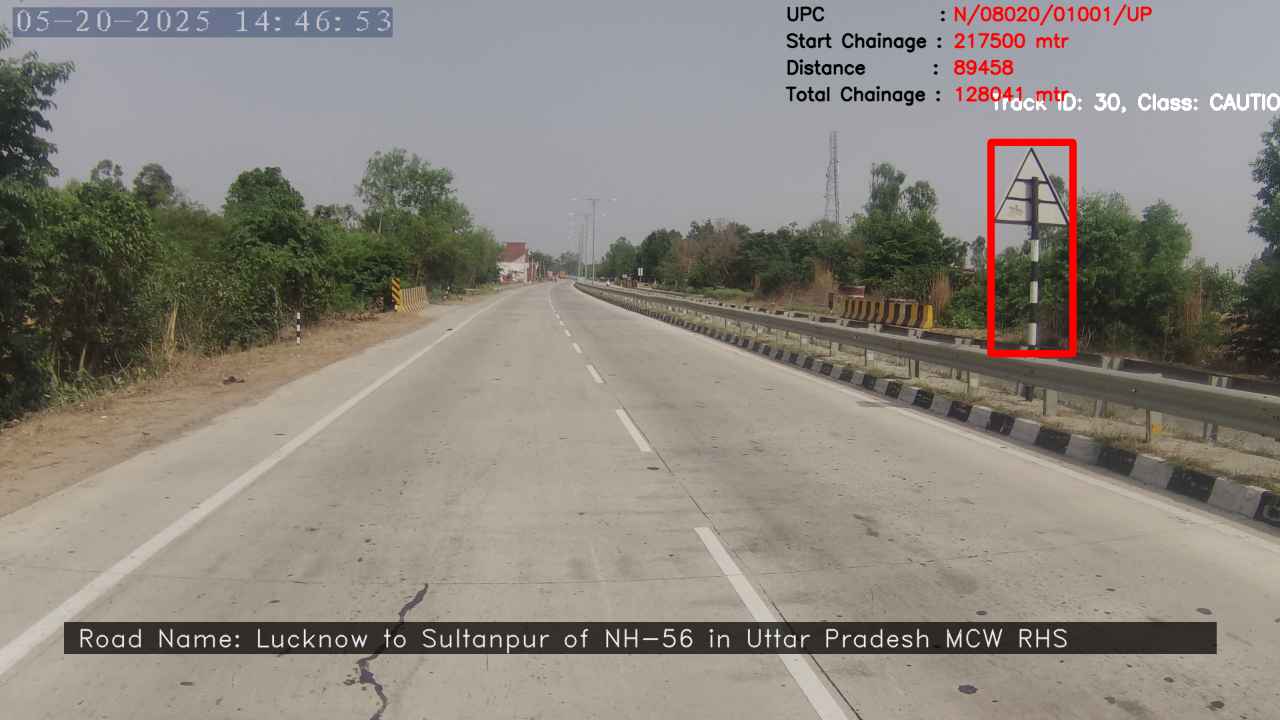 05-20-2025 14:46:53
UPC : N/08020/01001/UP
Start Chainage : 217500 mtr
Distance : 89458
Total Chainage : 128041 mtr
Track ID: 30, Class: CAUTIO
Road Name: Lucknow to Sultanpur of NH-56 in Uttar Pradesh MCW RHS